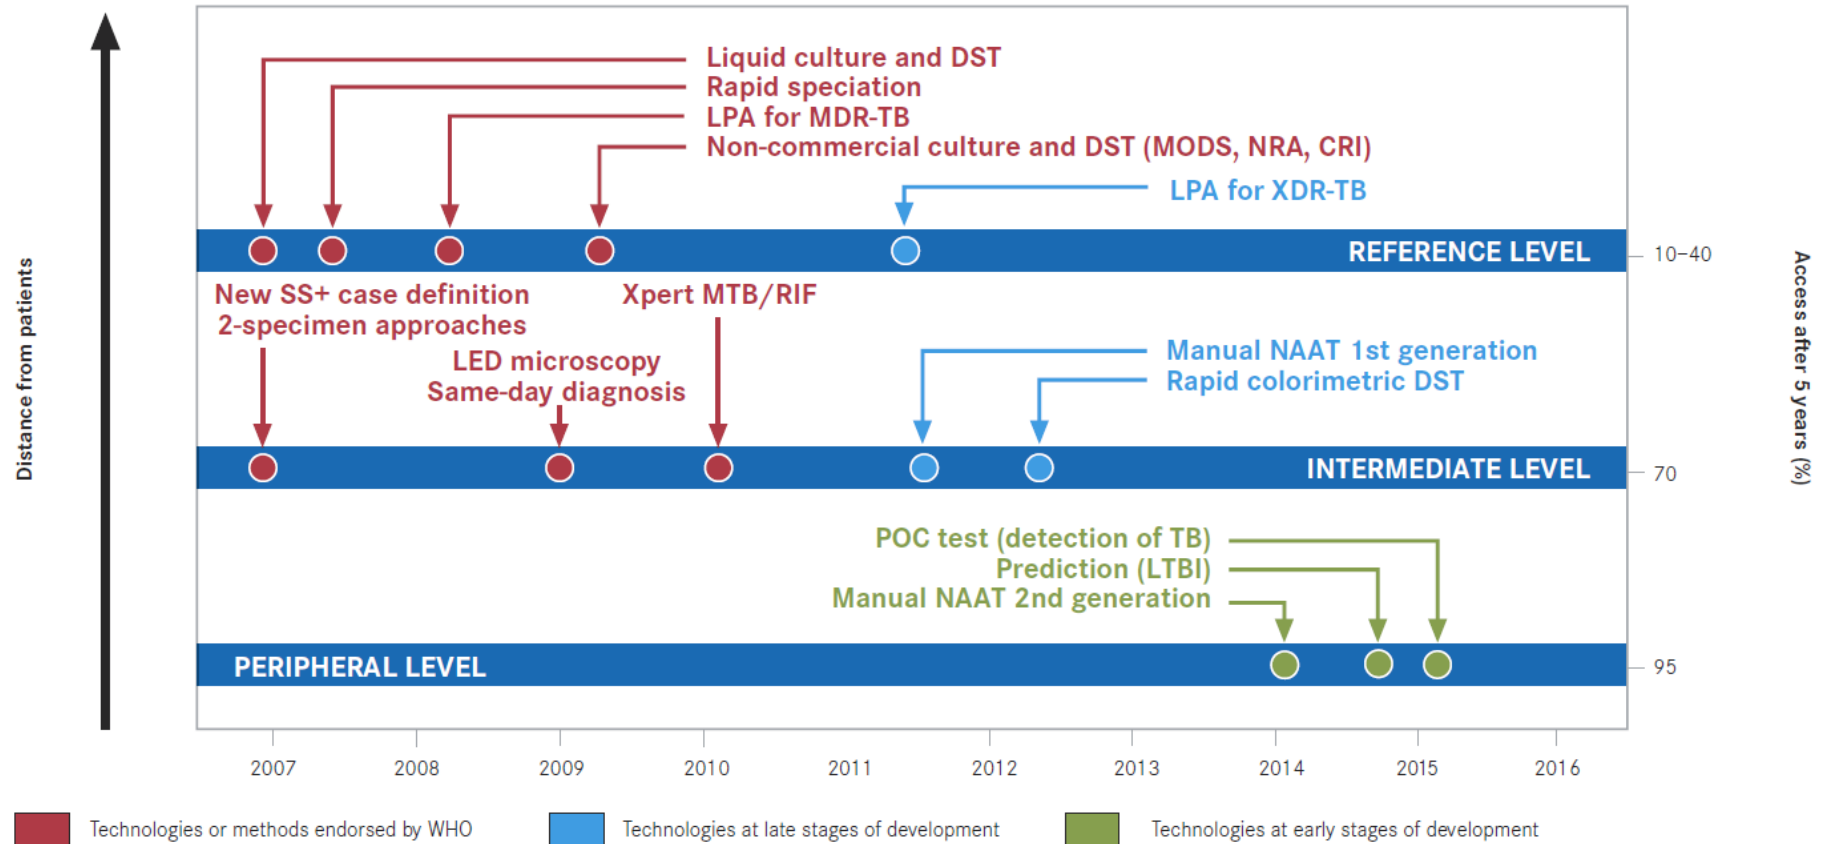 Liquid culture and DST
Rapid speciation
LPA for MDR-TB
Non-commercial culture and DST (MODS, NRA, CRI)
LPA for XDR-TB
REFERENCE LEVEL
10–40
New SS+ case definition
2-specimen approaches
Xpert MTB/RIF
LED microscopy
Same-day diagnosis
Manual NAAT 1st generation
Rapid colorimetric DST
INTERMEDIATE LEVEL
70
POC test (detection of TB)
Prediction (LTBI)
Manual NAAT 2nd generation
PERIPHERAL LEVEL
95
Distance from patients
Access after 5 years (%)
2007 2008 2009 2010 2011 2012 2013 2014 2015 2016
Technologies or methods endorsed by WHO
Technologies at late stages of development
Technologies at early stages of development